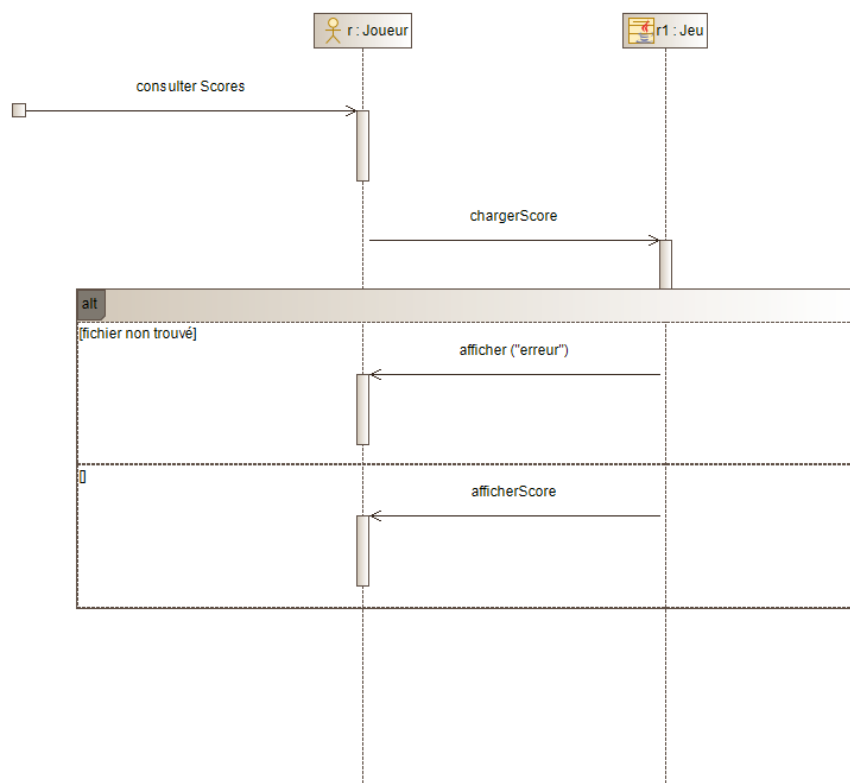 r : Joueur
r1 : Jeu
consulter Scores
chargerScore
alt
[fichier non trouvé]
afficher ("erreur")
[]
afficherScore